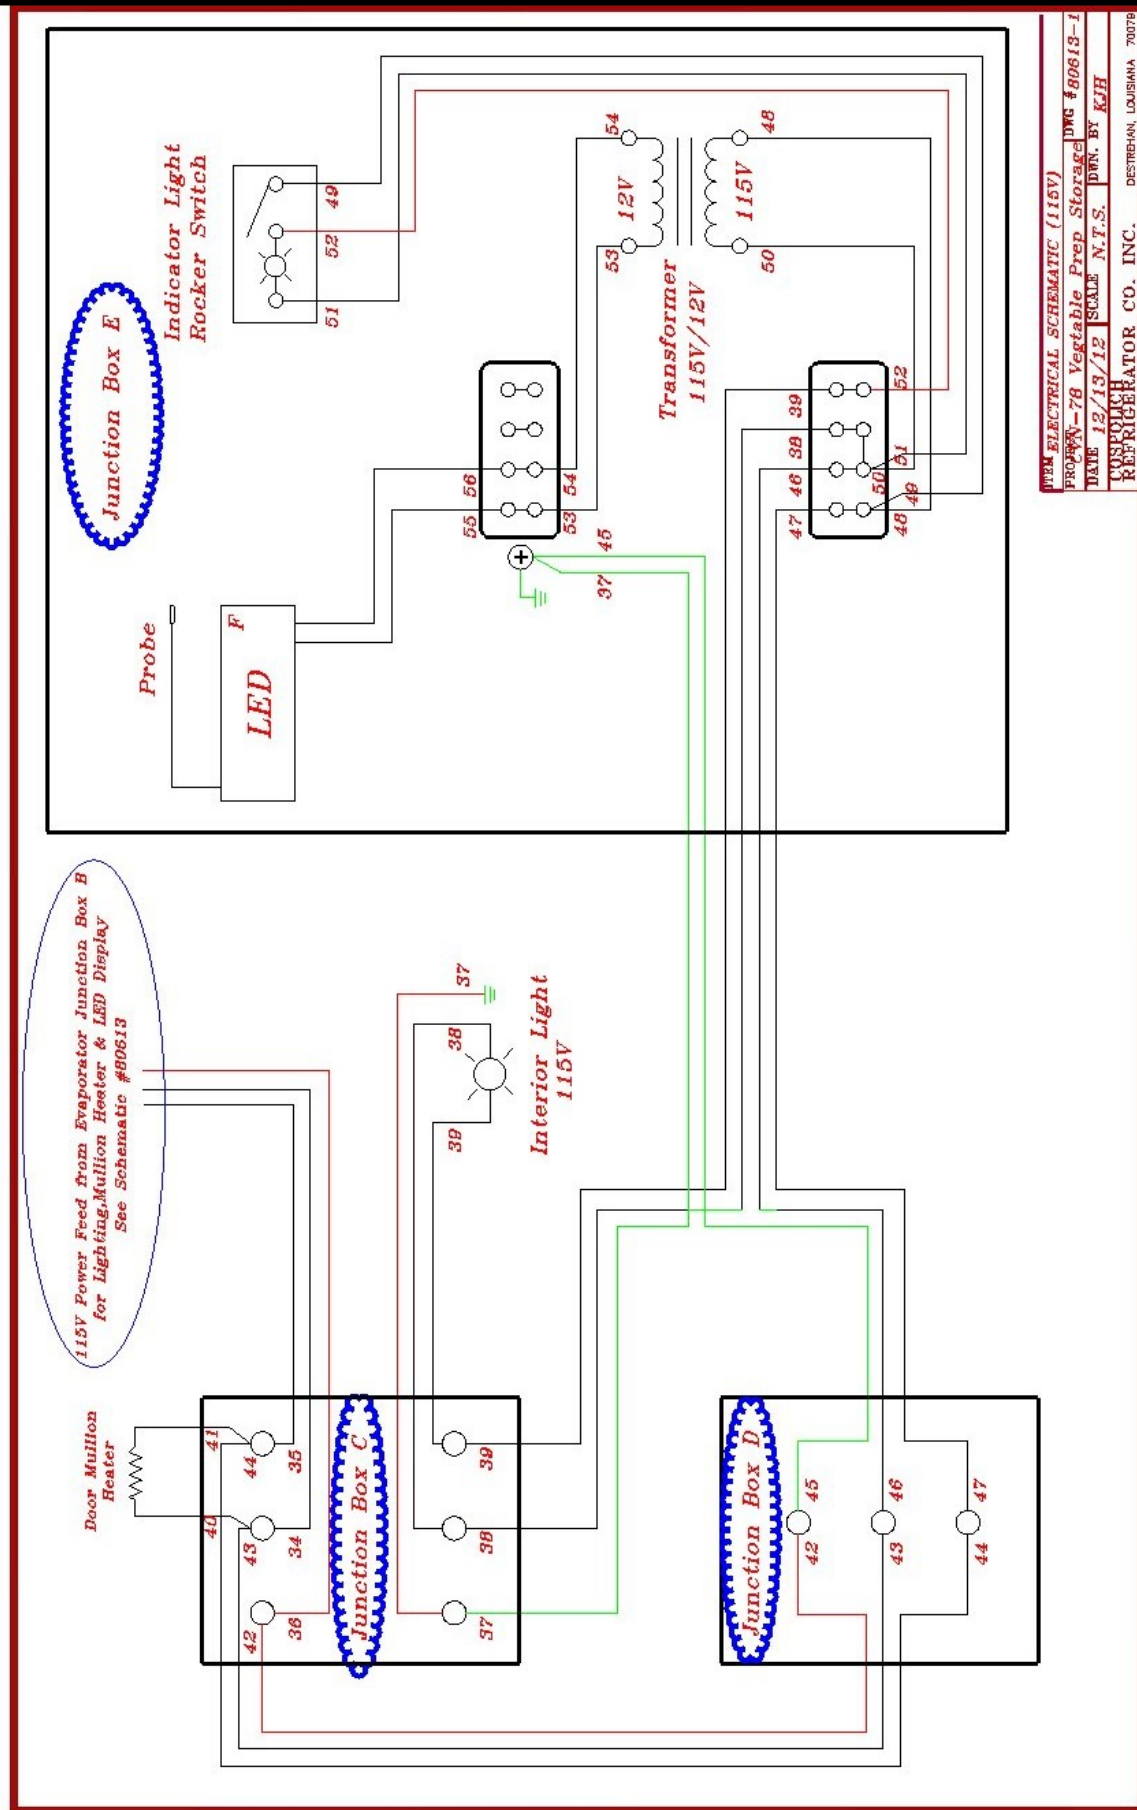 115V Power Feed from Evaporator Junction Box B
for Lighting,Mullion Heater & LED Display
See Schematic #80613
Door Mullion
Heater
41
40
44
43
42
35
34
36
Junction Box C
39
38
37
39
38
37
Interior Light
115V
Junction Box D
45
46
47
42
43
44
Junction Box E
Probe
LED
F
Indicator Light
Rocker Switch
49
52
51
55
56
53
54
45
37
54
53
12V
115V
48
50
Transformer
115V/12V
47
46
38
39
48
49
50
51
52
ITEM ELECTRICAL SCHEMATIC (115V)
CVN-78 Vegtable Prep Storage
DWG # 80613-1
DATE 12/13/12
SCALE N.T.S.
DWN. BY KJH
COSPOLICH
REFRIGERATOR CO. INC.
DESTREHAN, LOUISIANA 70079